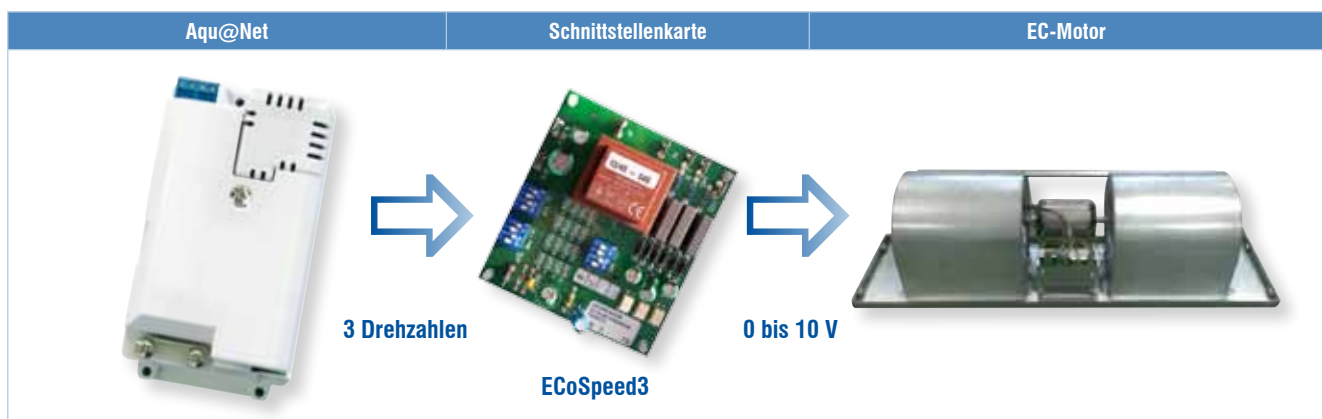 Aqu@Net
Schnittstellenkarte
EC-Motor
3 Drehzahlen
0 bis 10 V
ECoSpeed3